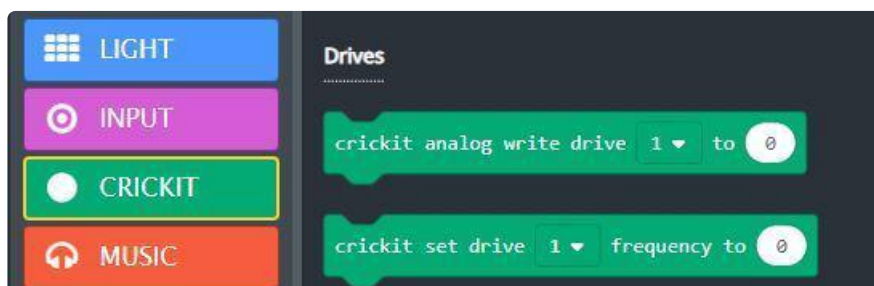 LIGHT
INPUT
CRICKIT
MUSIC
Drives
crickit analog write drive 1 to 0
crickit set drive 1 frequency to 0